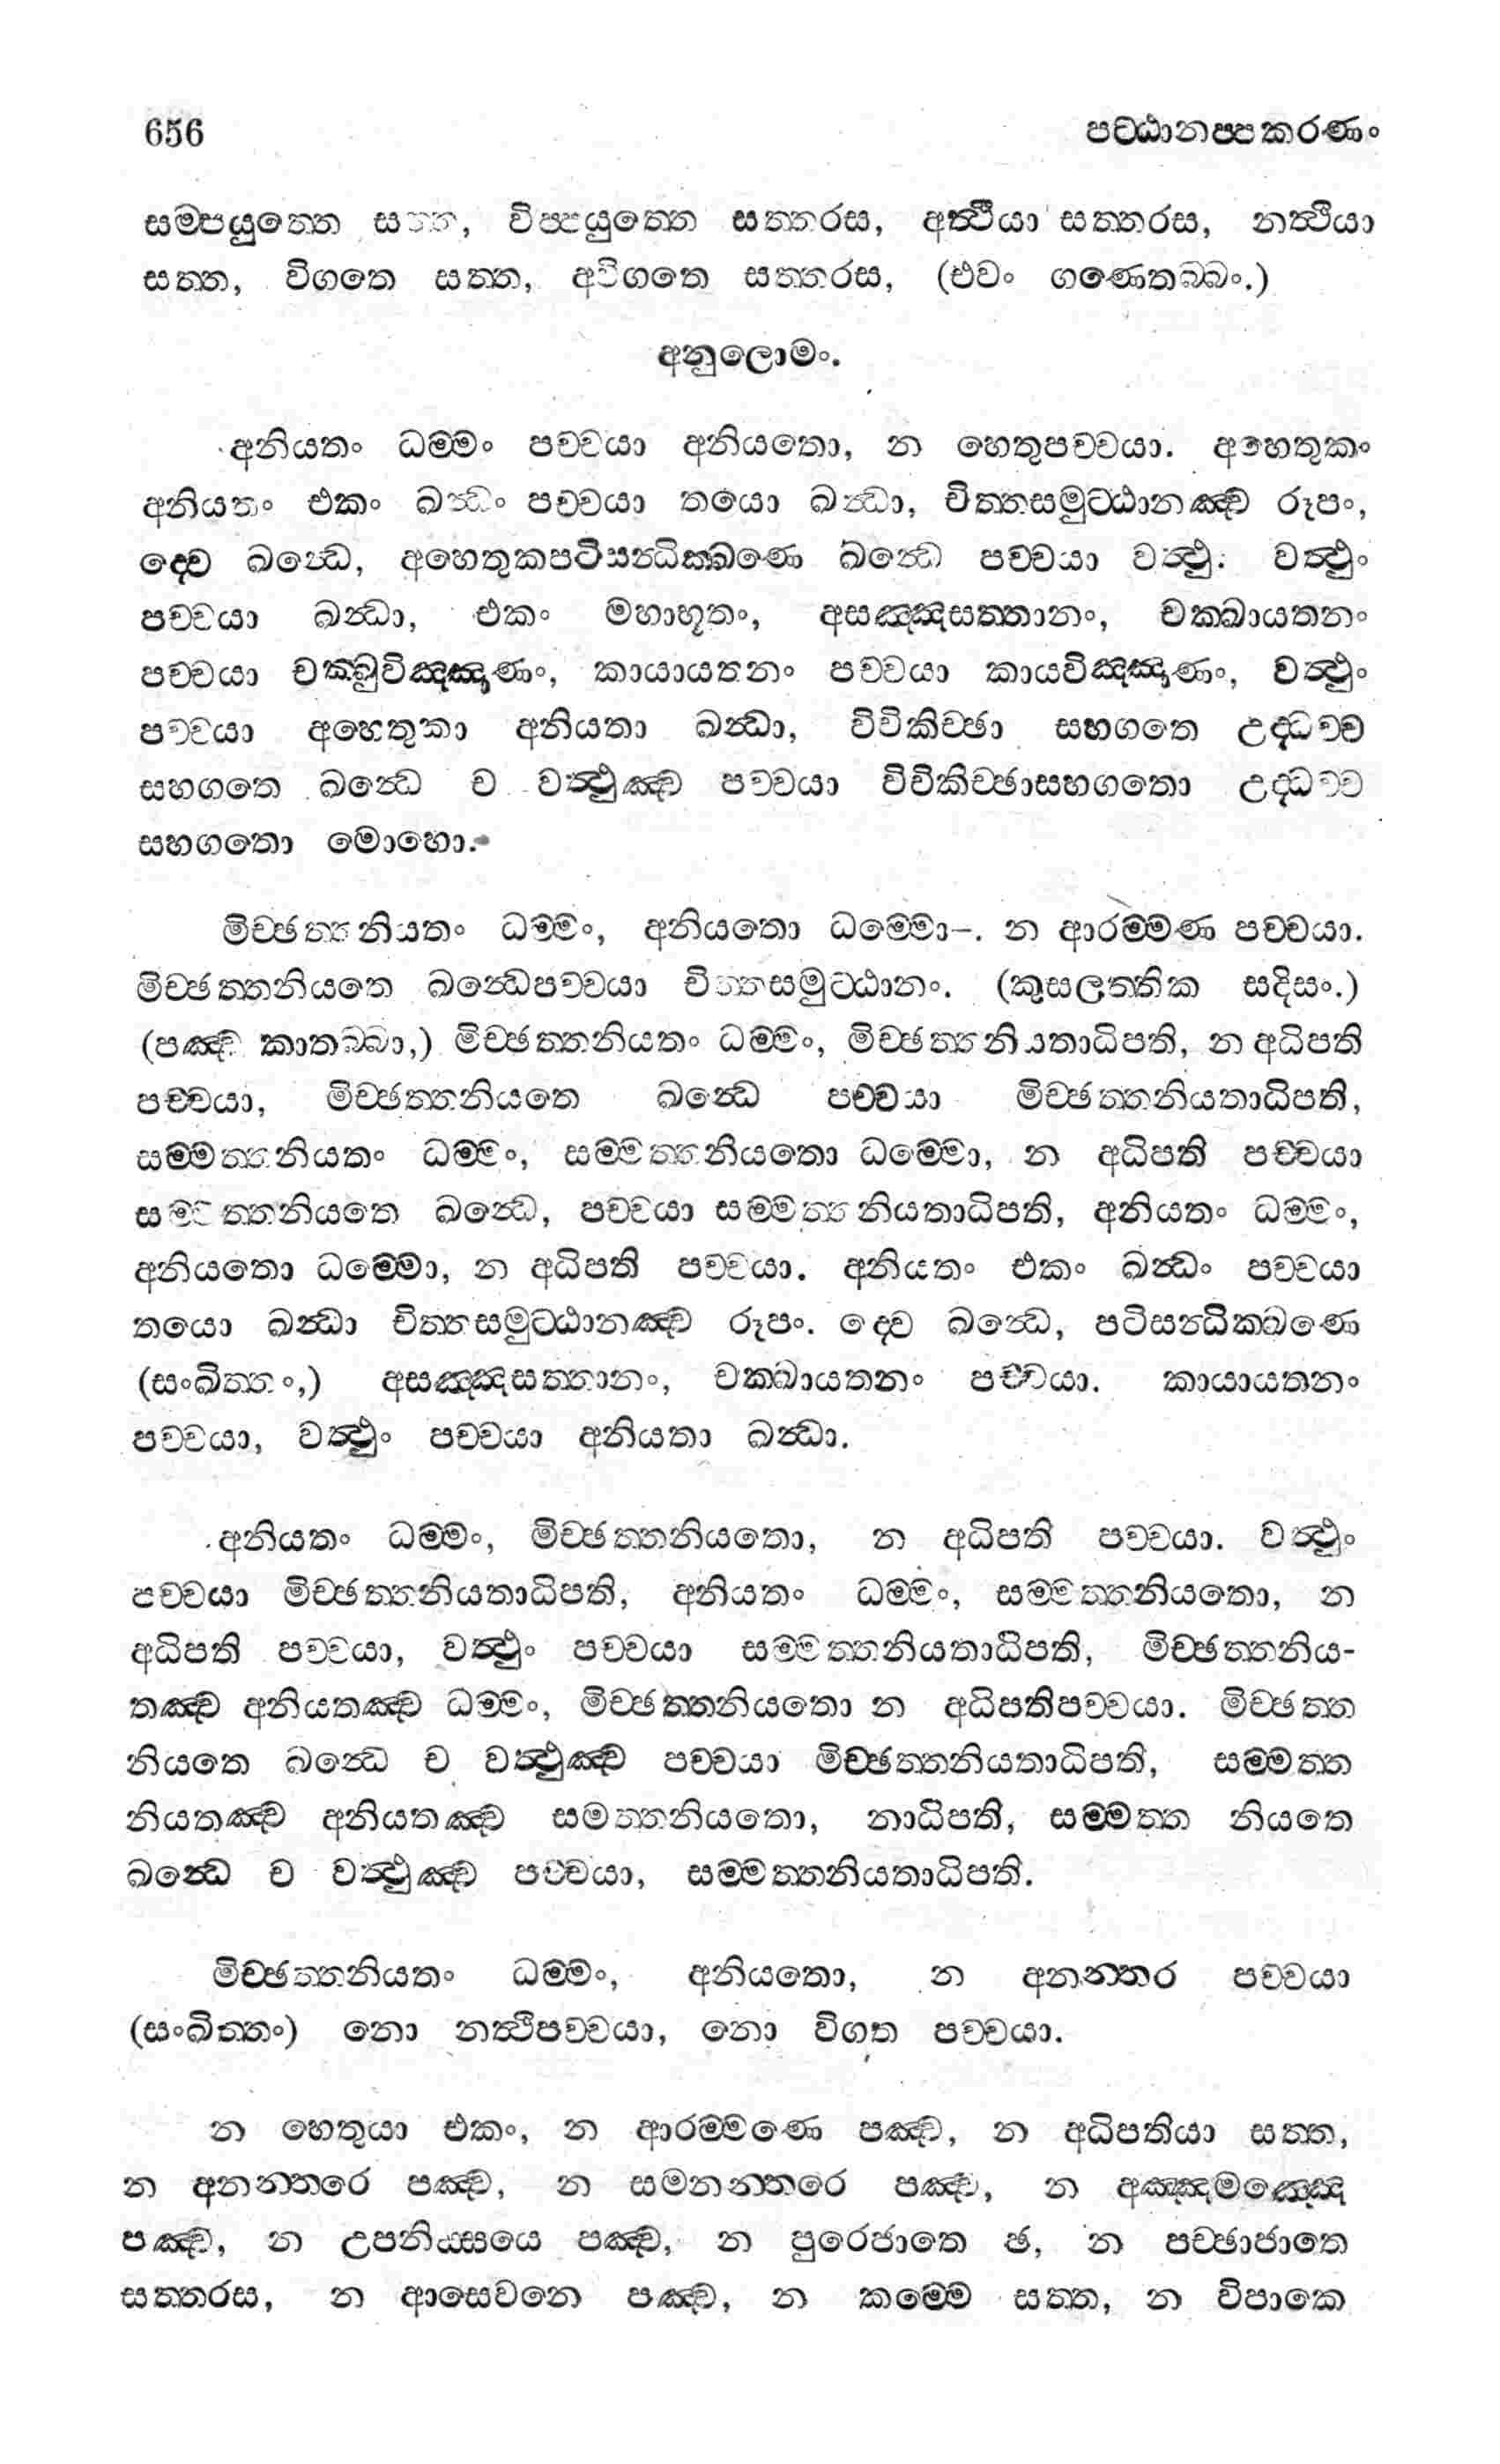 656 පට්ඨානප්පකරණං
සම්පයුත්තෙ සත්ත, විප්පයුත්තෙ සත්තරස, අත්ථියා සත්තරස, නත්ථියා
සත්ත, විගතෙ සත්ත, අවිගතෙ සත්තරස, (එවං ගණෙතබ්බං.)
අනුලොමං.
අනියතං ධම්මං පච්චයා අනියතො, න හෙතුපච්චයා. අහෙතුකං
අනියතං එකං ඛන්ධං පච්චයා තයො ඛන්ධා, චිත්තසමුට්ඨානඤ්ච රූපං,
ද්වෙ ඛන්ධෙ, අහෙතුකපටිසන්ධික්ඛණෙ ඛන්ධෙ පච්චයා වත්ථු. වත්ථුං
පච්චයා ඛන්ධා, එකං මහාභූතං, අසඤ්ඤසත්තානං, චක්ඛායතනං
පච්චයා චක්ඛුවිඤ්ඤාණං, කායායතනං පච්චයා කායවිඤ්ඤාණං, වත්ථුං
පච්චයා අහෙතුකා අනියතා ඛන්ධා, විචිකිච්ඡා සහගතෙ උද්ධච්ච
සහගතෙ ඛන්ධෙ ච වත්ථුඤ්ච පච්චයා විචිකිච්ඡාසහගතො උද්ධච්ච
සහගතො මොහො.
මිච්ඡත්තනියතං ධම්මං, අනියතො ධම්මො-. න ආරම්මණ පච්චයා.
මිච්ඡත්තනියතෙ ඛන්ධෙපච්චයා චිත්තසමුට්ඨානං. (කුසලත්තික සදිසං.)
(පඤ්ච කාතබ්බා,) මිච්ඡත්තනියතං ධම්මං, මිච්ඡත්තනියතාධිපති, න අධිපති
පච්චයා, මිච්ඡත්තනියතෙ ඛන්ධෙ පච්චයා මිච්ඡත්තනියතාධිපති,
සම්මත්තනියතං ධම්මං, සම්මත්තනියතො ධම්මො, න අධිපති පච්චයා
සම්මත්තනියතෙ ඛන්ධෙ, පච්චයා සම්මත්තනියතාධිපති, අනියතං ධම්මං,
අනියතො ධම්මො, න අධිපති පච්චයා. අනියතං එකං ඛන්ධං පච්චයා
තයො ඛන්ධා චිත්තසමුට්ඨානඤ්ච රූපං. ද්වෙ ඛන්ධෙ, පටිසන්ධික්ඛණෙ
(සංඛිත්තං,) අසඤ්ඤසත්තානං, චක්ඛායතනං පච්චයා. කායායතනං
පච්චයා, වත්ථුං පච්චයා අනියතා ඛන්ධා.
අනියතං ධම්මං, මිච්ඡත්තනියතො, න අධිපති පච්චයා. වත්ථුං
පච්චයා මිච්ඡත්තනියතාධිපති, අනියතං ධම්මං, සම්මත්තනියතො, න
අධිපති පච්චයා, වත්ථුං පච්චයා සම්මත්තනියතාධිපති, මිච්ඡත්තනිය-
තඤ්ච අනියතඤ්ච ධම්මං, මිච්ඡත්තනියතො න අධිපතිපච්චයා. මිච්ඡත්ත
නියතෙ ඛන්ධෙ ච වත්ථුඤ්ච පච්චයා මිච්ඡත්තනියතාධිපති, සම්මත්ත
නියතඤ්ච අනියතඤ්ච සමත්තනියතො, නාධිපති, සම්මත්ත නියතෙ
ඛන්ධෙ ච වත්ථුඤ්ච පච්චයා, සම්මත්තනියතාධිපති.
මිච්ඡත්තනියතං ධම්මං, අනියතො, න අනන්තර පච්චයා
(සංඛිත්තං) නො නත්ථිපච්චයා, නො විගත පච්චයා.
න හෙතුයා එකං, න ආරම්මණෙ පඤ්ච, න අධිපතියා සත්ත,
න අනන්තරෙ පඤ්ච, න සමනන්තරෙ පඤ්ච, න අඤ්ඤමඤ්ඤෙ
පඤ්ච, න උපනිස්සයෙ පඤ්ච, න පුරෙජාතෙ ඡ, න පච්ඡාජාතෙ
සත්තරස, න ආසෙවනෙ පඤ්ච, න කම්මෙ සත්ත, න විපාකෙ